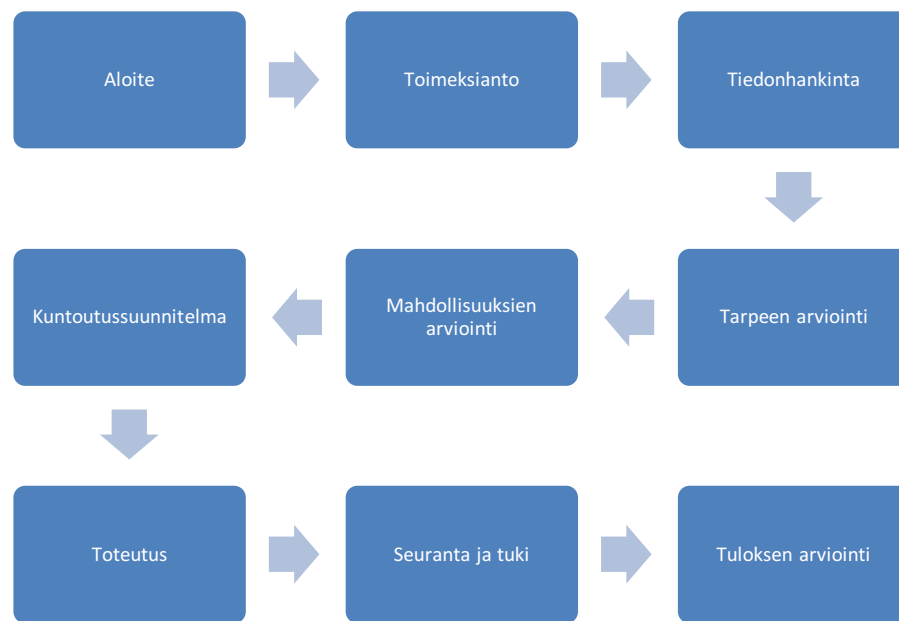 Aloite
Toimeksianto
Tiedonhankinta
Tarpeen arviointi
Mahdollisuuksien
arviointi
Kuntoutussuunnitelma
Toteutus
Seuranta ja tuki
Tuloksen arviointi